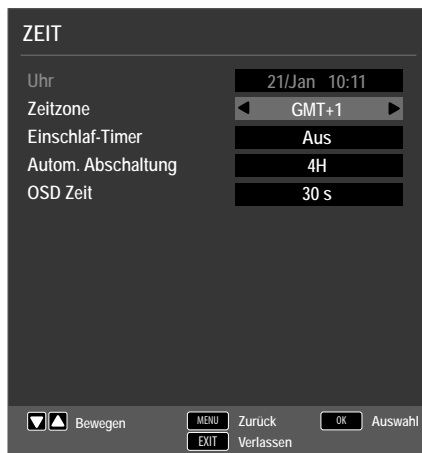 ZEIT
Uhr 21/Jan 10:11
Zeitzone GMT+1
Einschlaf-Timer Aus
Autom. Abschaltung 4H
OSD Zeit 30 s
Bewegen MENU Zurück OK Auswahl
EXIT Verlassen